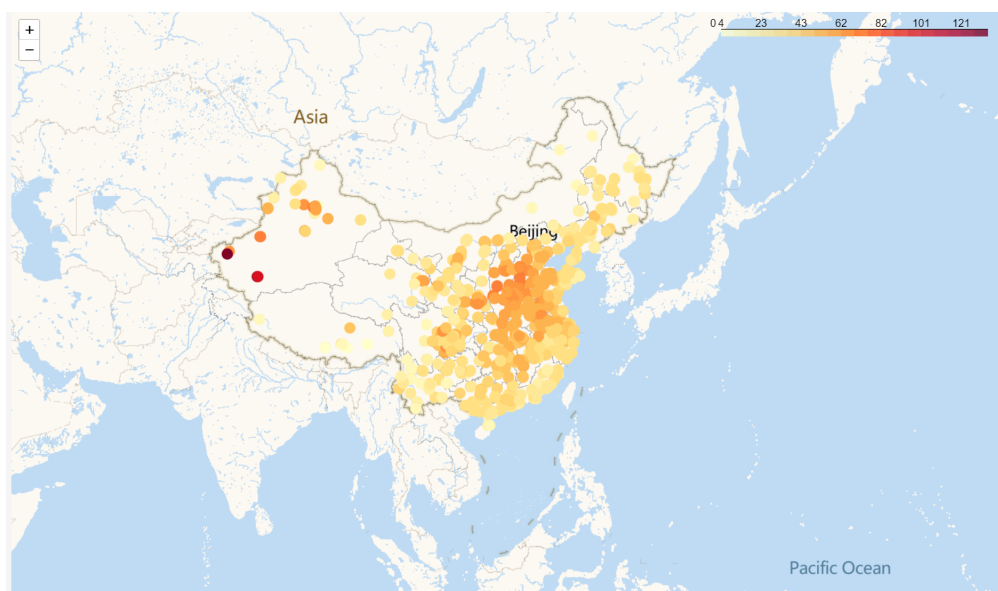 +
−
0 4 23 43 62 82 101 121
Asia
Beijing
Pacific Ocean